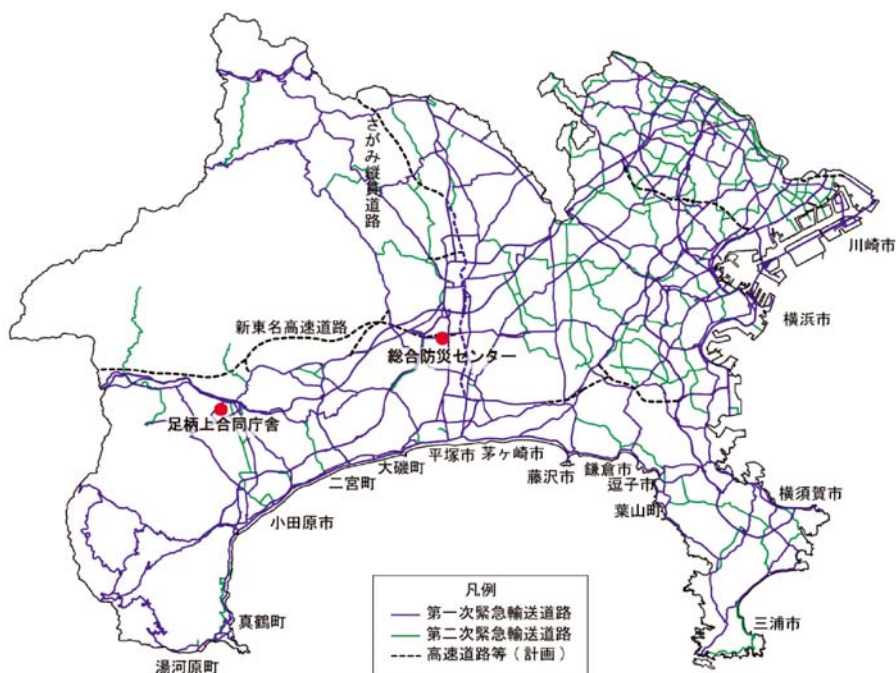 さがみ縦貫道路
川崎市
横浜市
新東名高速道路
総合防災センター
足柄上合同庁舎
二宮町
大磯町
平塚市
茅ヶ崎市
藤沢市
鎌倉市
逗子市
葉山町
横須賀市
小田原市
三浦市
真鶴町
湯河原町
凡例
第一次緊急輸送道路
第二次緊急輸送道路
高速道路等(計画)